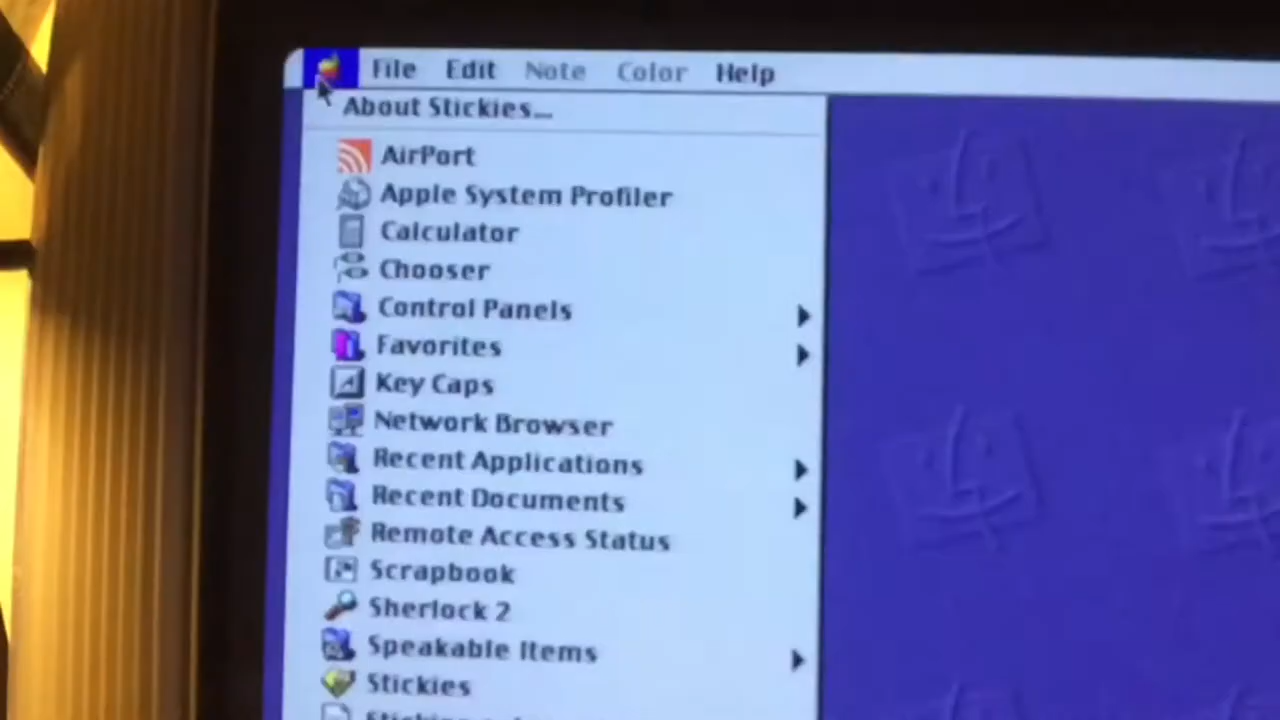 File Edit Note Color Help
About Stickies...
AirPort
Apple System Profiler
Calculator
Chooser
Control Panels
Favorites
Key Caps
Network Browser
Recent Applications
Recent Documents
Remote Access Status
Scrapbook
Sherlock 2
Speakable Items
Stickies